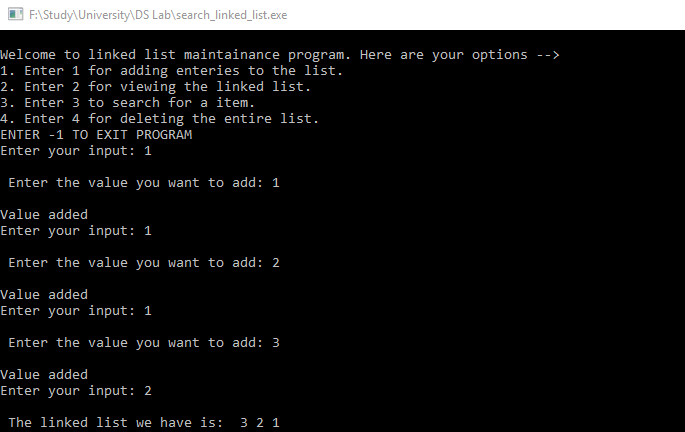 F:\Study\University\DS Lab\search_linked_list.exe
Welcome to linked list maintainance program. Here are your options -->
1. Enter 1 for adding enteries to the list.
2. Enter 2 for viewing the linked list.
3. Enter 3 to search for a item.
4. Enter 4 for deleting the entire list.
ENTER -1 TO EXIT PROGRAM
Enter your input: 1
Enter the value you want to add: 1
Value added
Enter your input: 1
Enter the value you want to add: 2
Value added
Enter your input: 1
Enter the value you want to add: 3
Value added
Enter your input: 2
The linked list we have is:  3 2 1